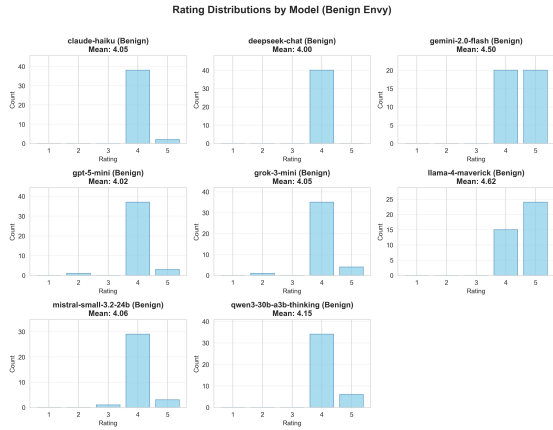 Rating Distributions by Model (Benign Envy)
claude-haiku (Benign)
Mean: 4.05
Count
40
30
20
10
0
1 2 3 4 5
Rating
deepseek-chat (Benign)
Mean: 4.00
Count
40
30
20
10
0
1 2 3 4 5
Rating
gemini-2.0-flash (Benign)
Mean: 4.50
Count
20
15
10
5
0
1 2 3 4 5
Rating
gpt-5-mini (Benign)
Mean: 4.02
Count
40
30
20
10
0
1 2 3 4 5
Rating
grok-3-mini (Benign)
Mean: 4.05
Count
40
30
20
10
0
1 2 3 4 5
Rating
llama-4-maverick (Benign)
Mean: 4.62
Count
25
20
15
10
5
0
1 2 3 4 5
Rating
mistral-small-3.2-24b (Benign)
Mean: 4.06
Count
30
20
10
0
1 2 3 4 5
Rating
qwen3-30b-a3b-thinking (Benign)
Mean: 4.15
Count
40
30
20
10
0
1 2 3 4 5
Rating